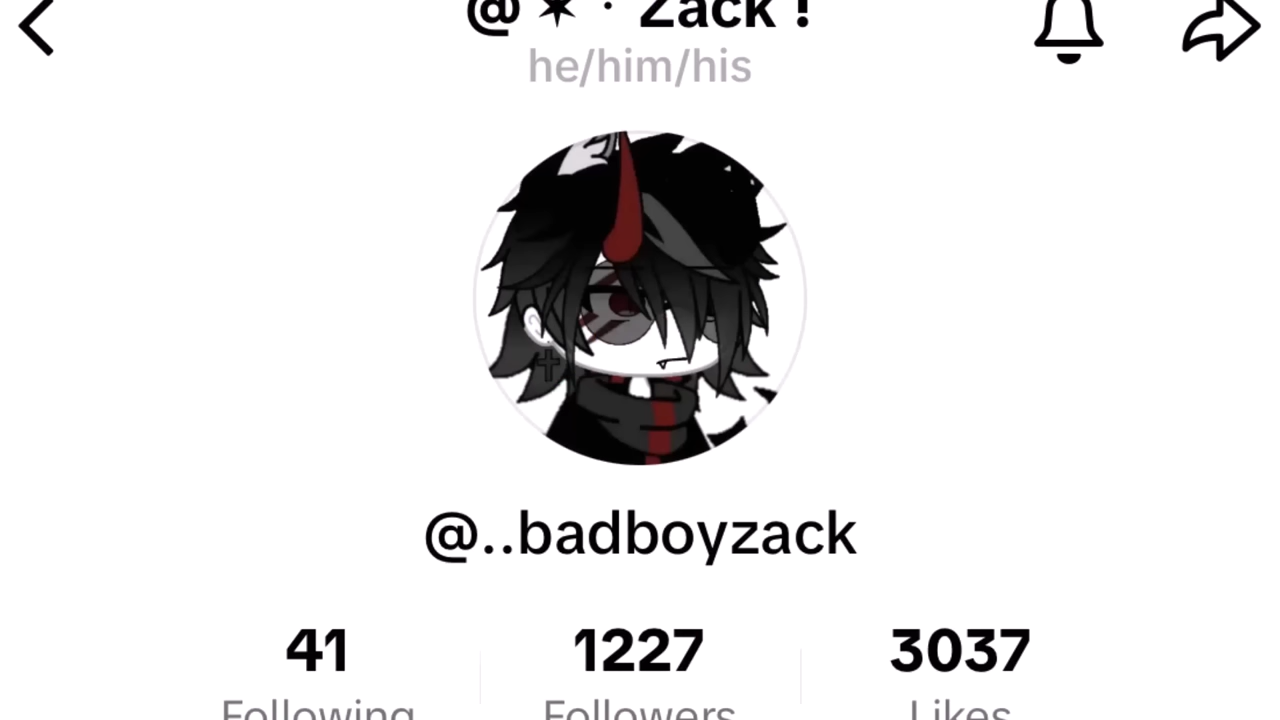 @ ✶ · Zack !
he/him/his
@..badboyzack
41 1227 3037
Following Followers Likes